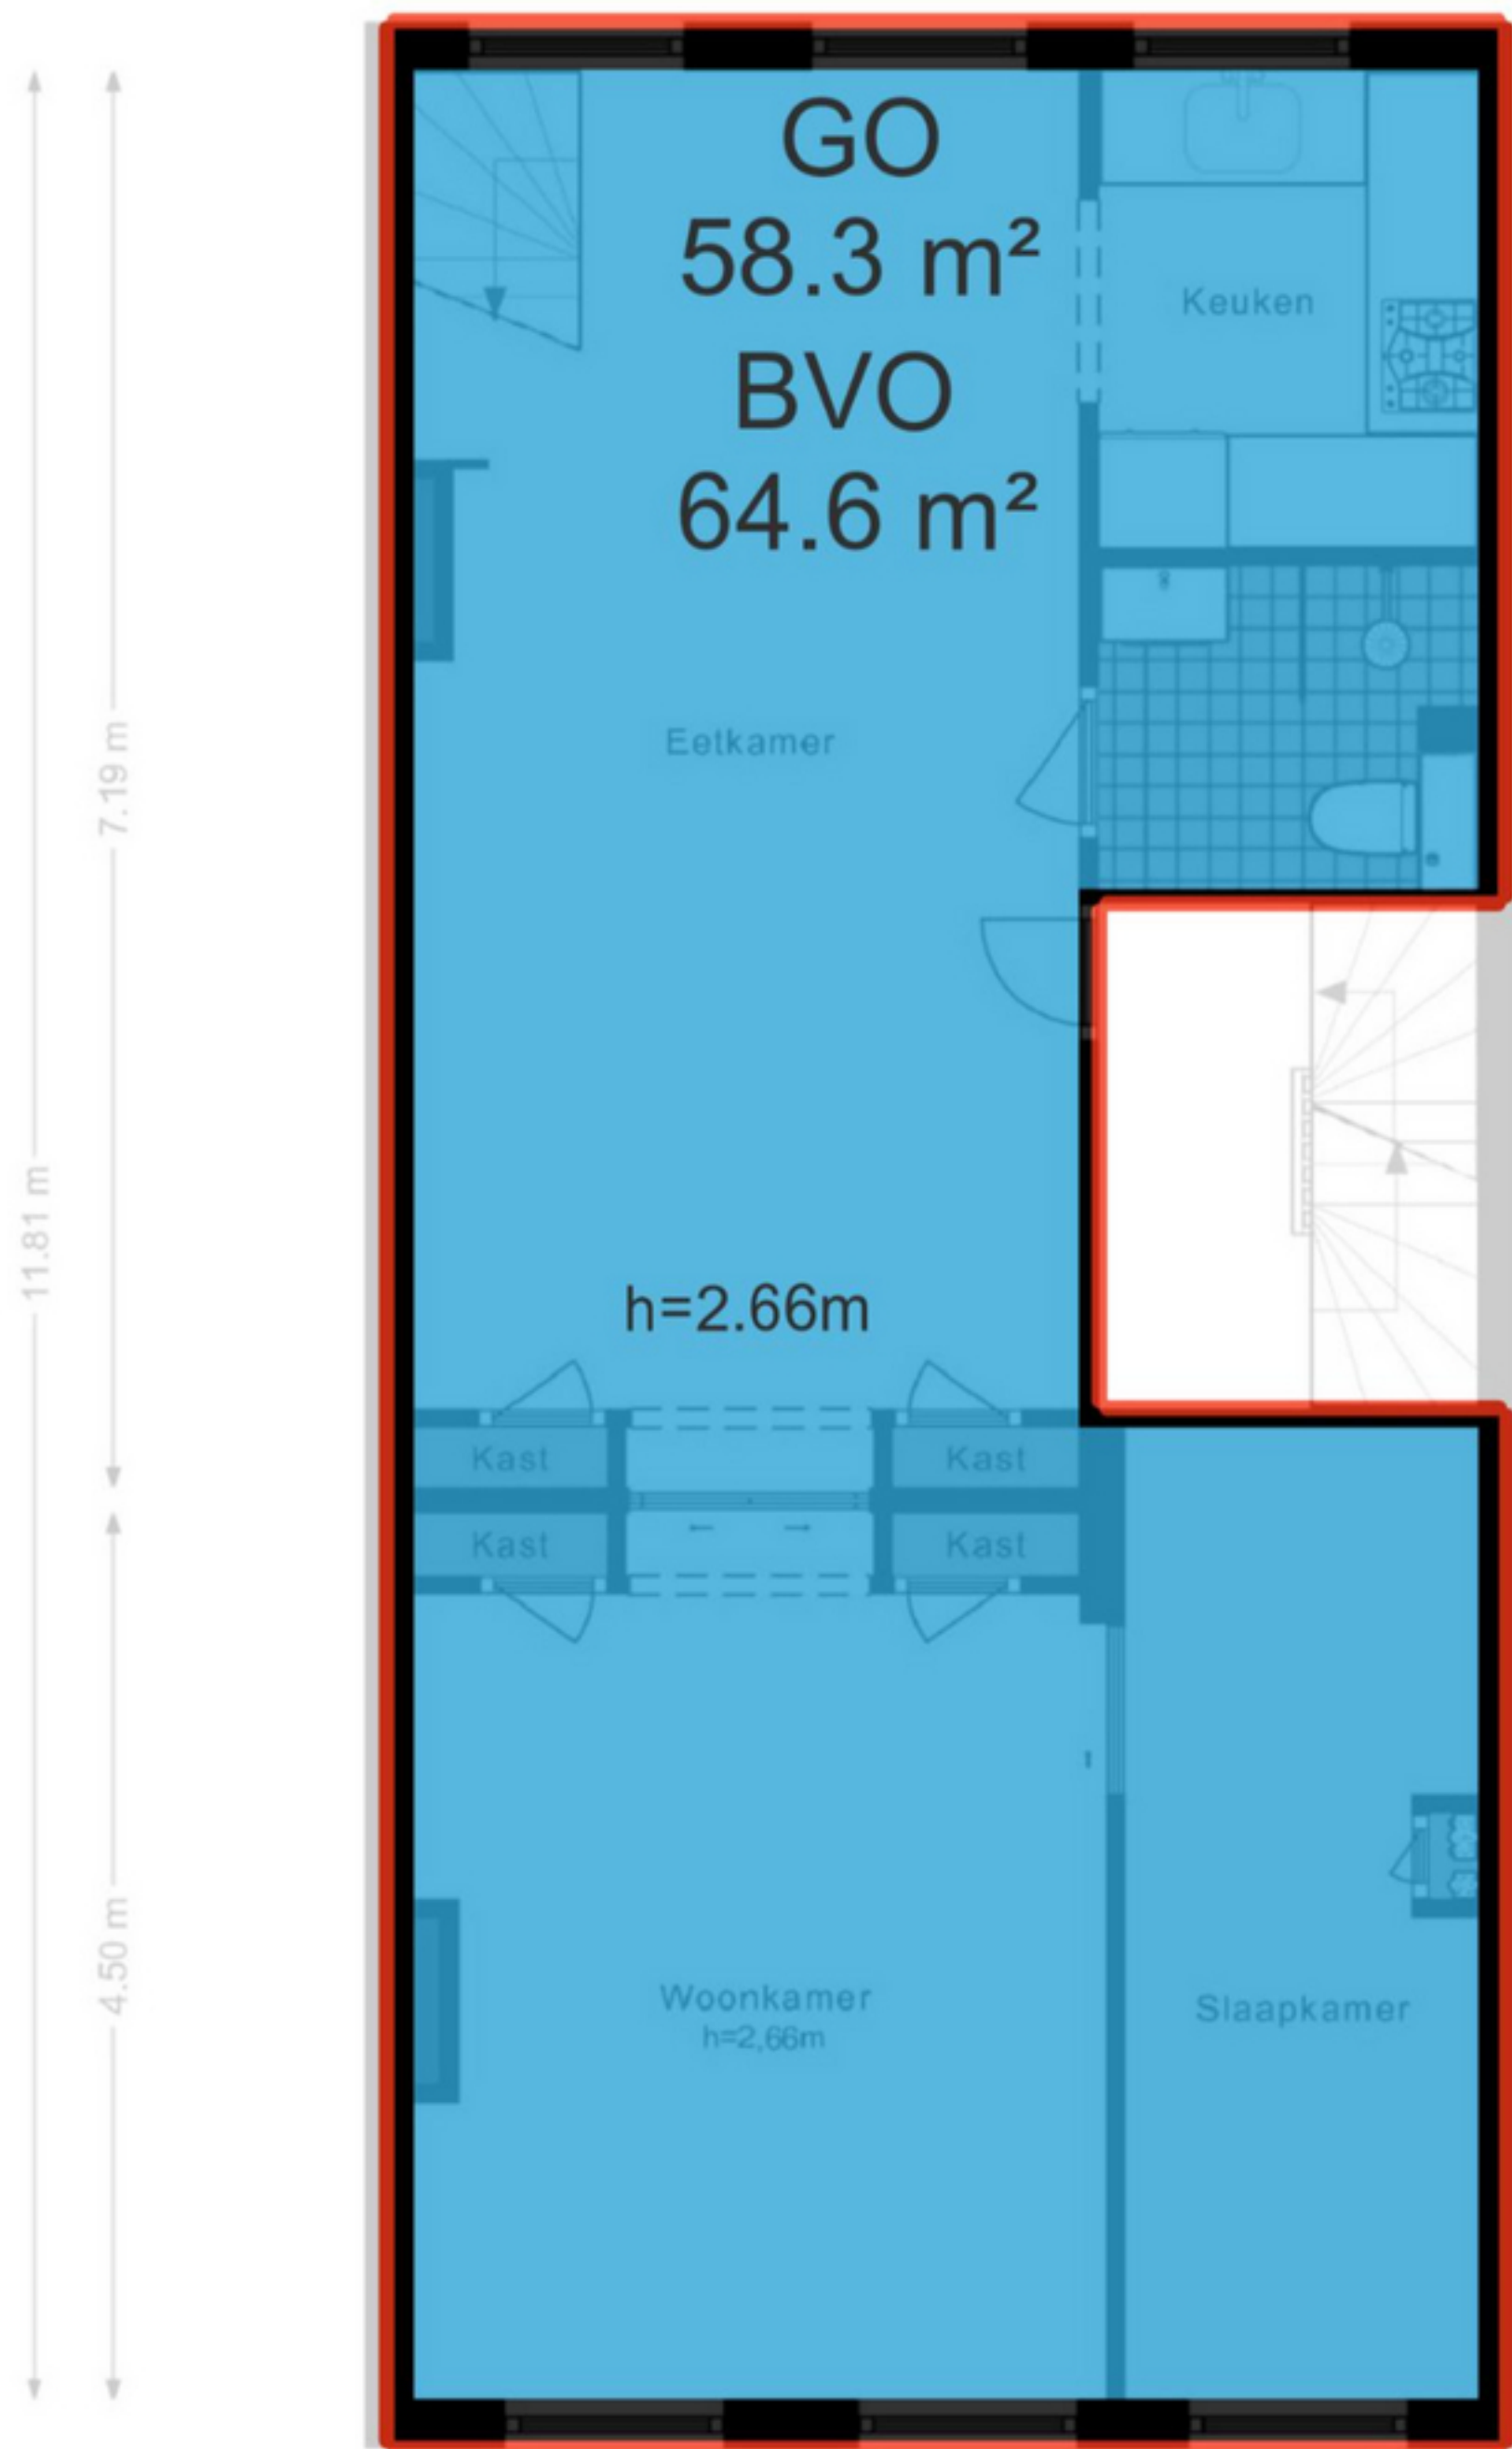 GO
58.3 m²
BVO
64.6 m²
Keuken
Eetkamer
7.19 m
11.81 m
h=2.66m
Kast Kast
Kast Kast
4.50 m
Woonkamer
h=2,66m
Slaapkamer